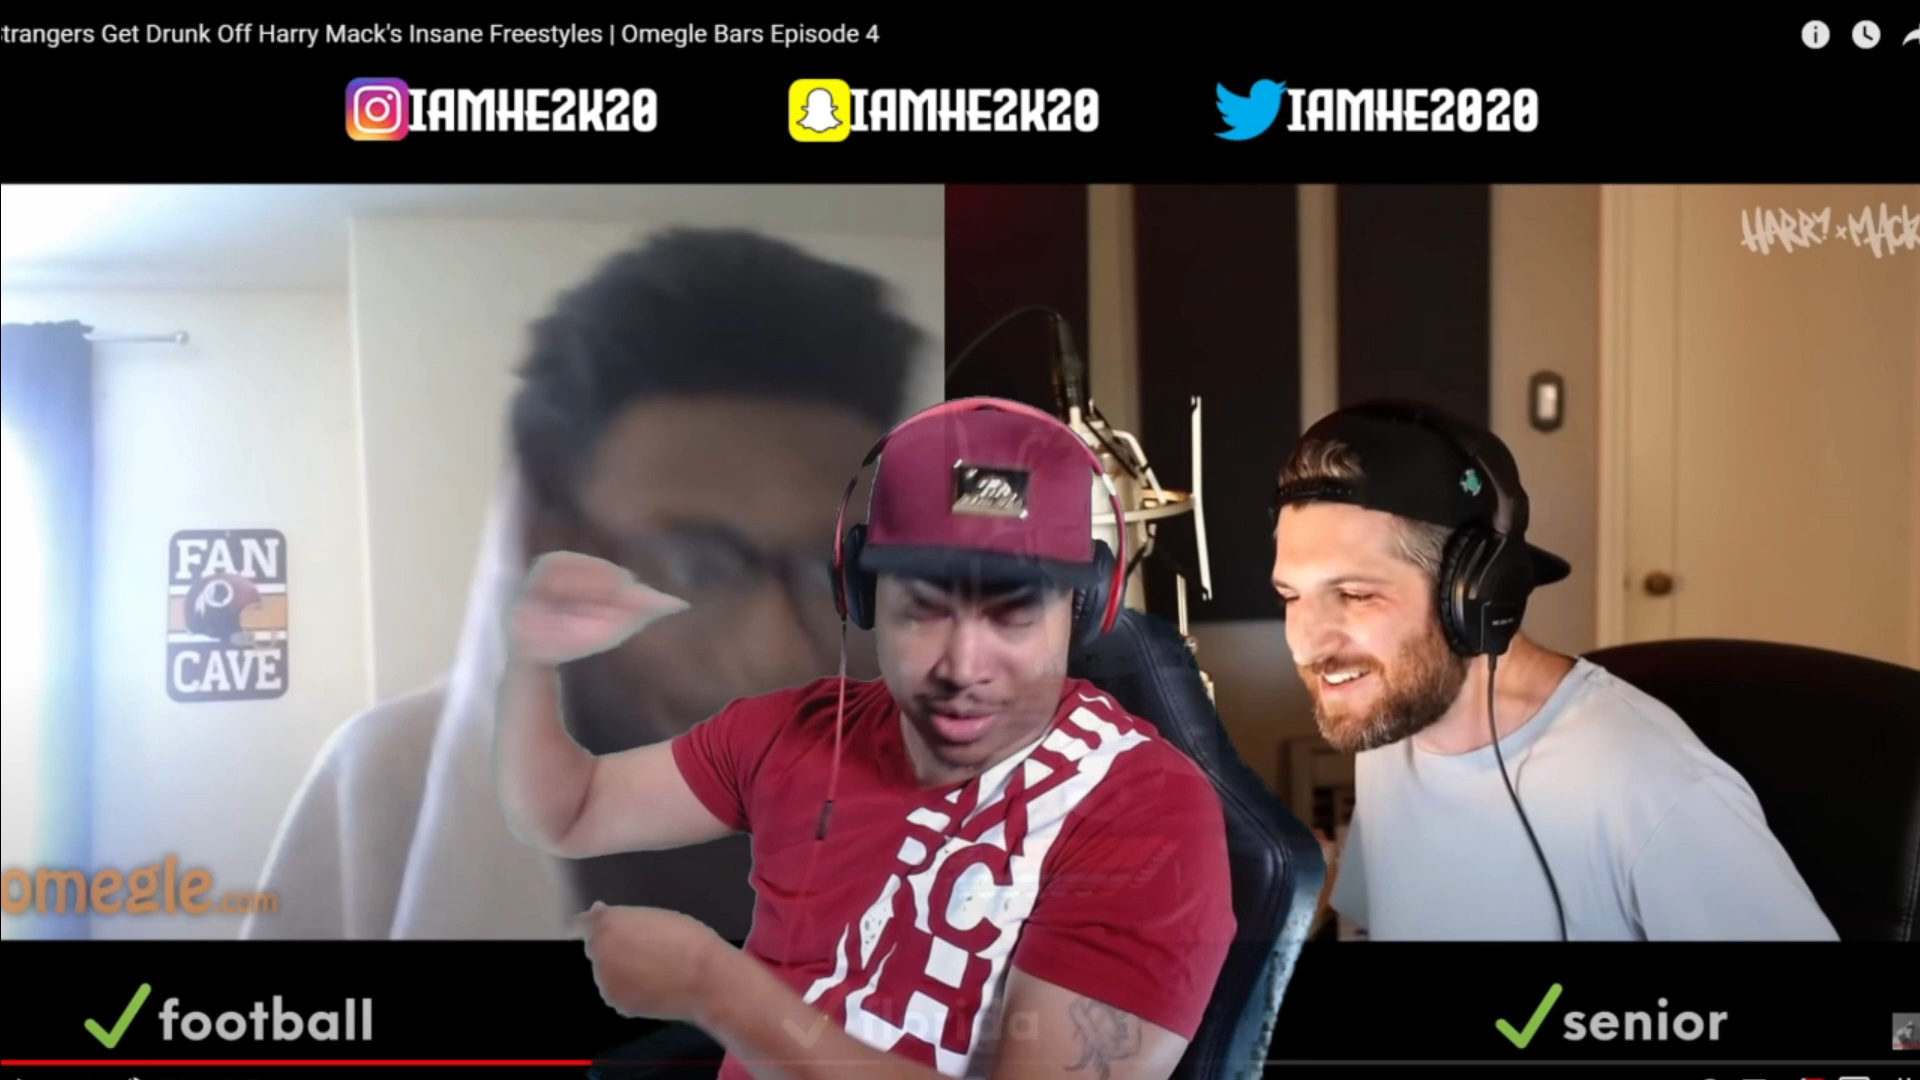 trangers Get Drunk Off Harry Mack's Insane Freestyles | Omegle Bars Episode 4
IAMHE2K20
IAMHE2K20
IAMHE2020
HARRY x MACK
FAN
CAVE
omegle.com
football
florida
senior